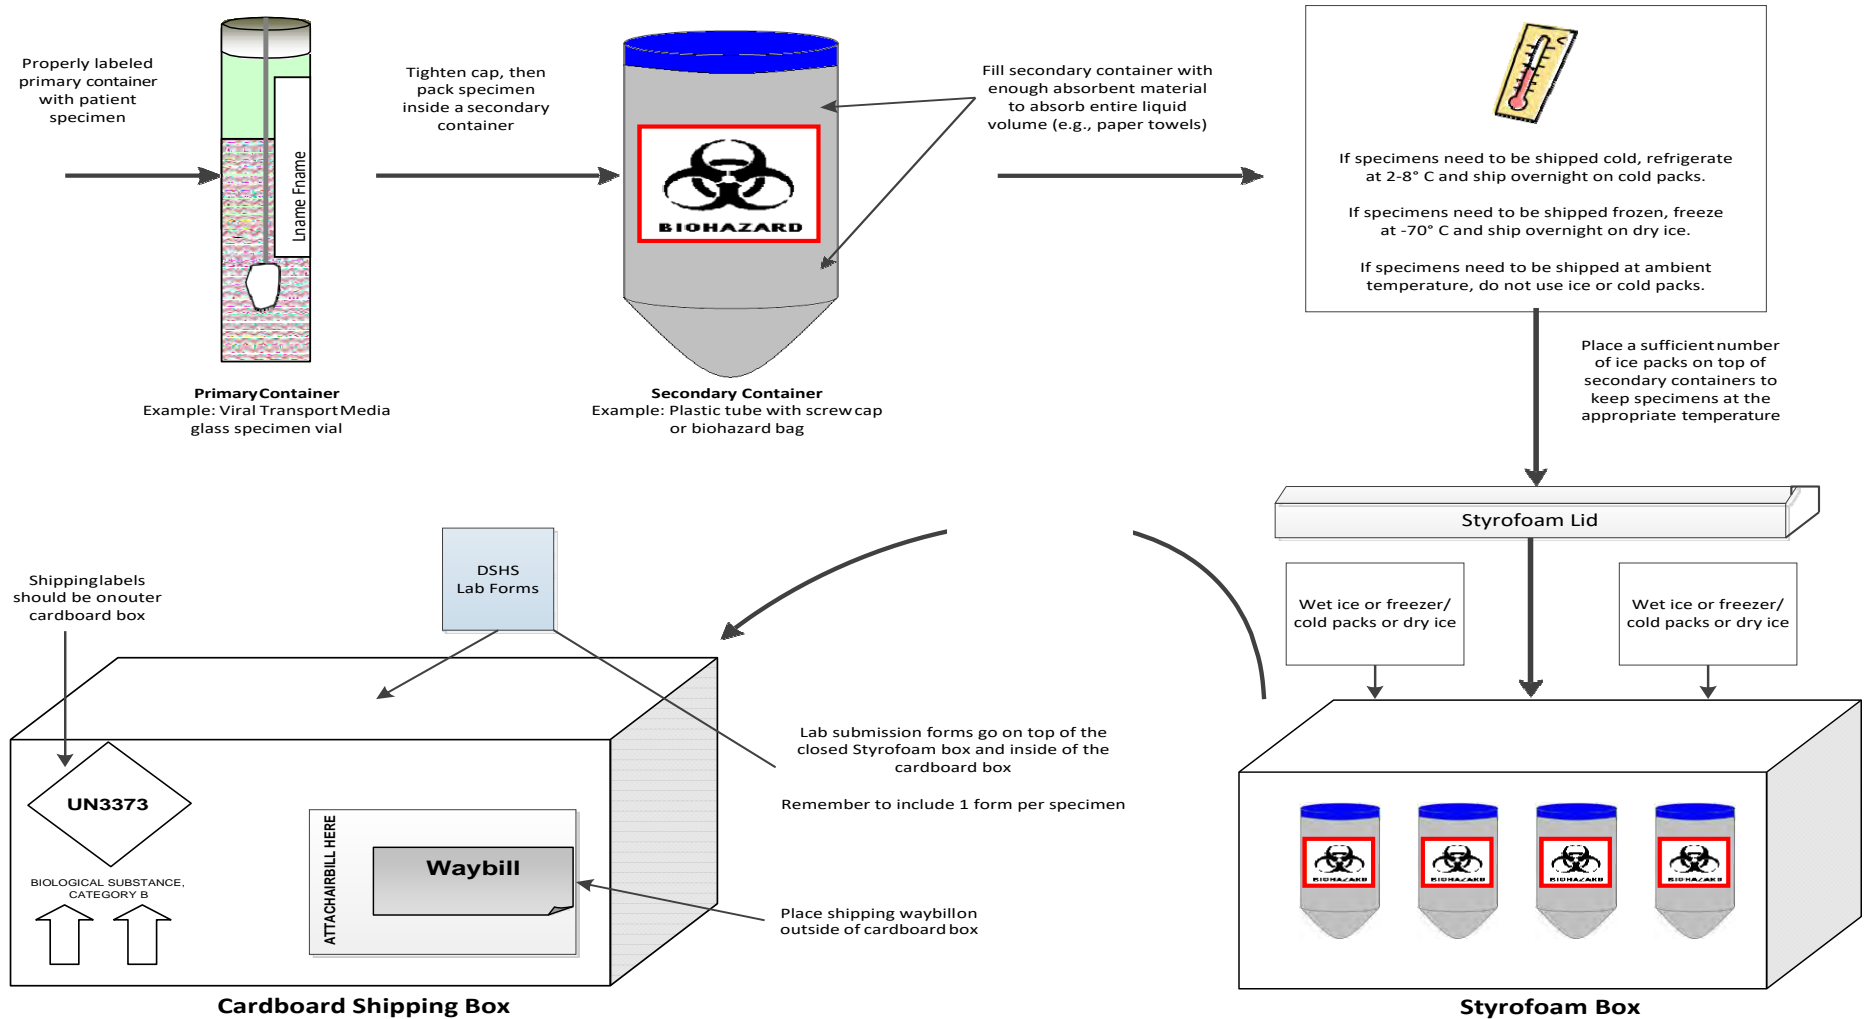 Properly labeled
primary container
with patient
specimen
Lname Fname
Primary Container
Example: Viral Transport Media
glass specimen vial
Tighten cap, then
pack specimen
inside a secondary
container
BIOHAZARD
Secondary Container
Example: Plastic tube with screw cap
or biohazard bag
Fill secondary container with
enough absorbent material
to absorb entire liquid
volume (e.g., paper towels)
If specimens need to be shipped cold, refrigerate
at 2-8° C and ship overnight on cold packs.
If specimens need to be shipped frozen, freeze
at -70° C and ship overnight on dry ice.
If specimens need to be shipped at ambient
temperature, do not use ice or cold packs.
Place a sufficient number
of ice packs on top of
secondary containers to
keep specimens at the
appropriate temperature
Styrofoam Lid
Wet ice or freezer/
cold packs or dry ice
Wet ice or freezer/
cold packs or dry ice
BIOHAZARD
BIOHAZARD
BIOHAZARD
BIOHAZARD
Styrofoam Box
DSHS
Lab Forms
Shipping labels
should be on outer
cardboard box
Lab submission forms go on top of the
closed Styrofoam box and inside of the
cardboard box
Remember to include 1 form per specimen
UN3373
BIOLOGICAL SUBSTANCE,
CATEGORY B
ATTACH AIRBILL HERE
Waybill
Place shipping waybill on
outside of cardboard box
Cardboard Shipping Box